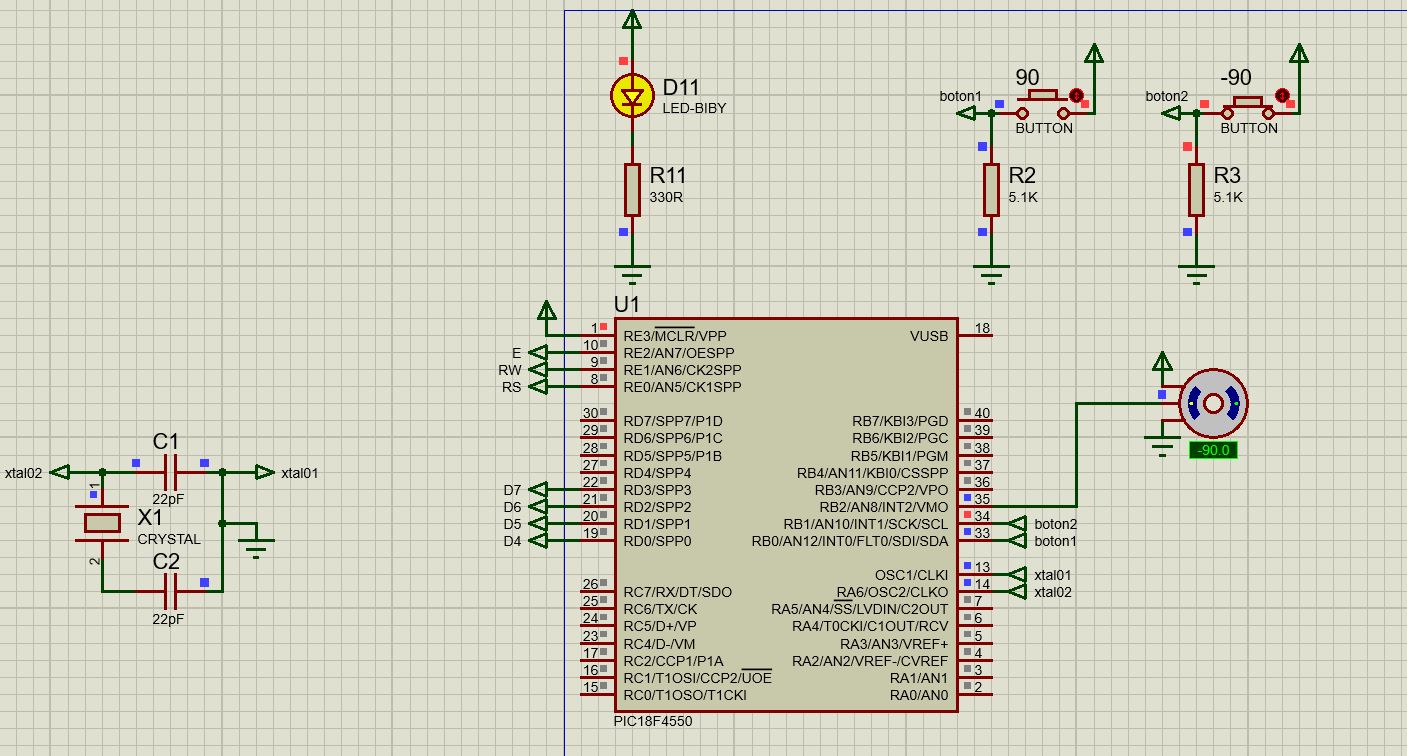 D11
LED-BIBY
R11
330R
90
boton1
BUTTON
R2
5.1K
-90
boton2
BUTTON
R3
5.1K
U1
1 RE3/MCLR/VPP
10 RE2/AN7/OESPP
9 RE1/AN6/CK2SPP
8 RE0/AN5/CK1SPP
E
RW
RS
30 RD7/SPP7/P1D
29 RD6/SPP6/P1C
28 RD5/SPP5/P1B
27 RD4/SPP4
22 RD3/SPP3
21 RD2/SPP2
20 RD1/SPP1
19 RD0/SPP0
D7
D6
D5
D4
26 RC7/RX/DT/SDO
25 RC6/TX/CK
24 RC5/D+/VP
23 RC4/D-/VM
17 RC2/CCP1/P1A
16 RC1/T1OSI/CCP2/UOE
15 RC0/T1OSO/T1CKI
VUSB 18
RB7/KBI3/PGD 40
RB6/KBI2/PGC 39
RB5/KBI1/PGM 38
RB4/AN11/KBI0/CSSPP 37
RB3/AN9/CCP2/VPO 36
RB2/AN8/INT2/VMO 35
RB1/AN10/INT1/SCK/SCL 34
RB0/AN12/INT0/FLT0/SDI/SDA 33
boton2
boton1
OSC1/CLKI 13
RA6/OSC2/CLKO 14
xtal01
xtal02
RA5/AN4/SS/LVDIN/C2OUT 7
RA4/T0CKI/C1OUT/RCV 6
RA3/AN3/VREF+ 5
RA2/AN2/VREF-/CVREF 4
RA1/AN1 3
RA0/AN0 2
PIC18F4550
-90.0
C1
22pF
xtal02
xtal01
1
X1
CRYSTAL
2
C2
22pF